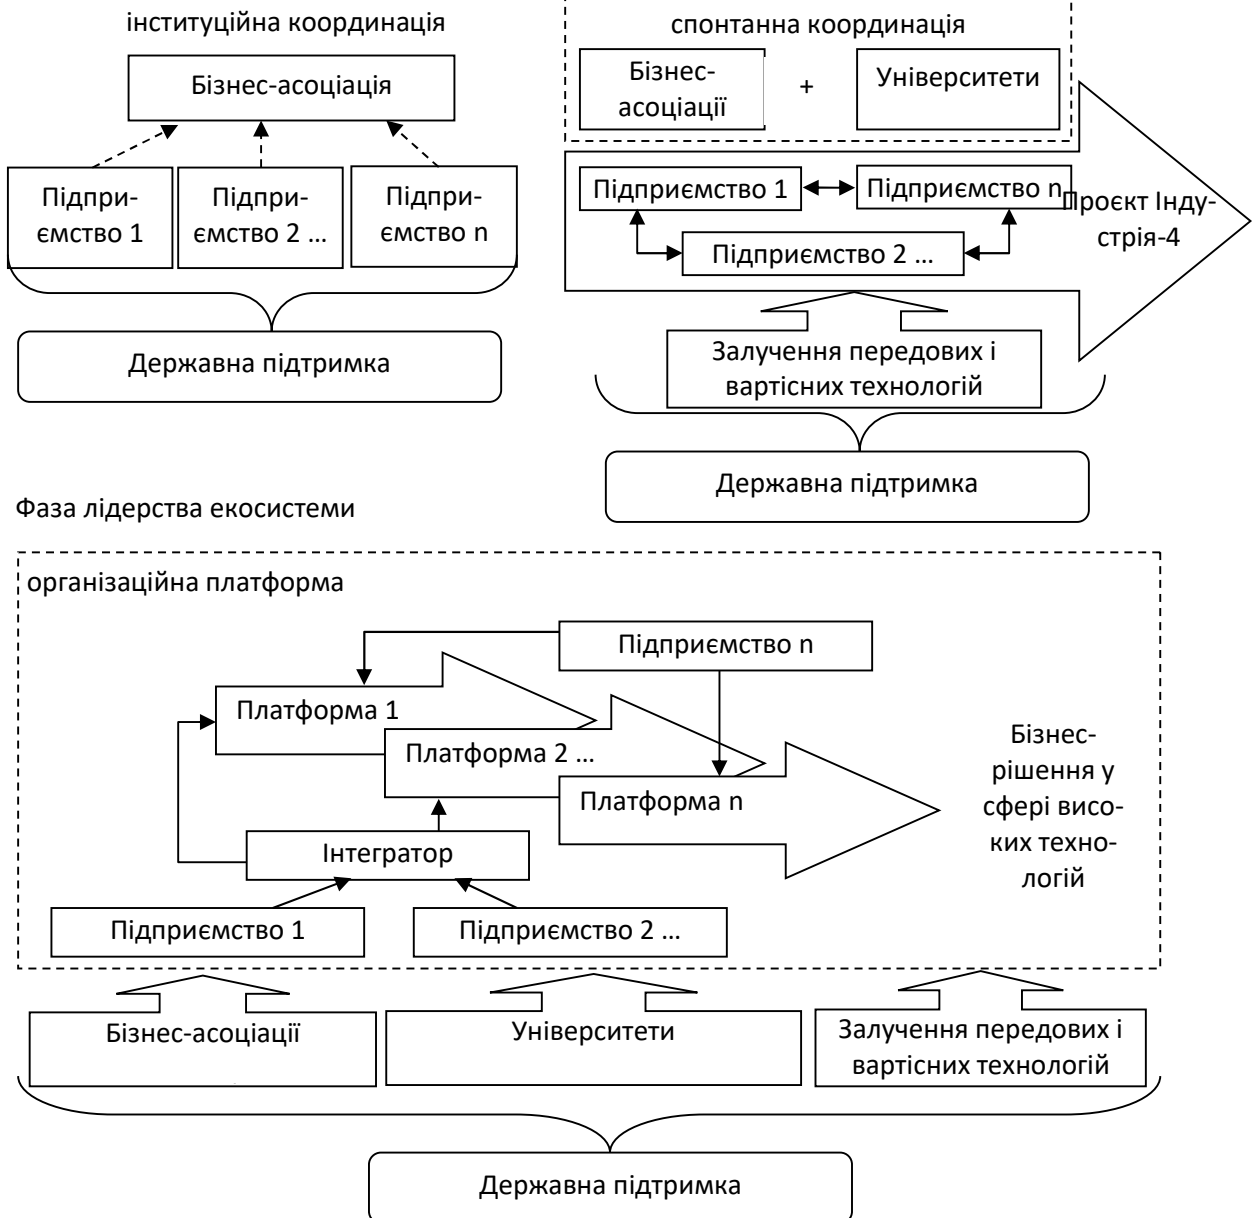 інституційна координація
Бізнес-асоціація
Підпри-
ємство 1
Підпри-
ємство 2 ...
Підпри-
ємство n
Державна підтримка
спонтанна координація
Бізнес-
асоціації
+
Університети
Підприємство 1
Підприємство n
Підприємство 2 ...
Проєкт Інду-
стрія-4
Залучення передових і
вартісних технологій
Державна підтримка
Фаза лідерства екосистеми
організаційна платформа
Підприємство n
Платформа 1
Платформа 2 ...
Платформа n
Інтегратор
Підприємство 1
Підприємство 2 ...
Бізнес-
рішення у
сфері висо-
ких техно-
логій
Бізнес-асоціації
Університети
Залучення передових і
вартісних технологій
Державна підтримка